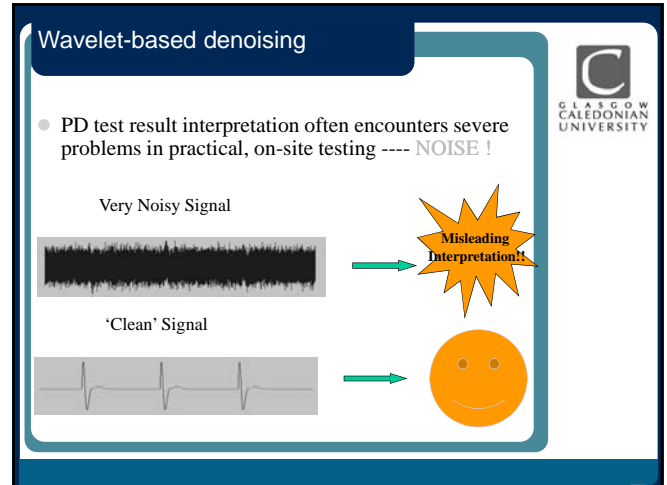 Wavelet-based denoising
PD test result interpretation often encounters severe
problems in practical, on-site testing ---- NOISE !
Very Noisy Signal
Misleading
Interpretation!!
‘Clean’ Signal
C
GLASGOW
CALEDONIAN
UNIVERSITY